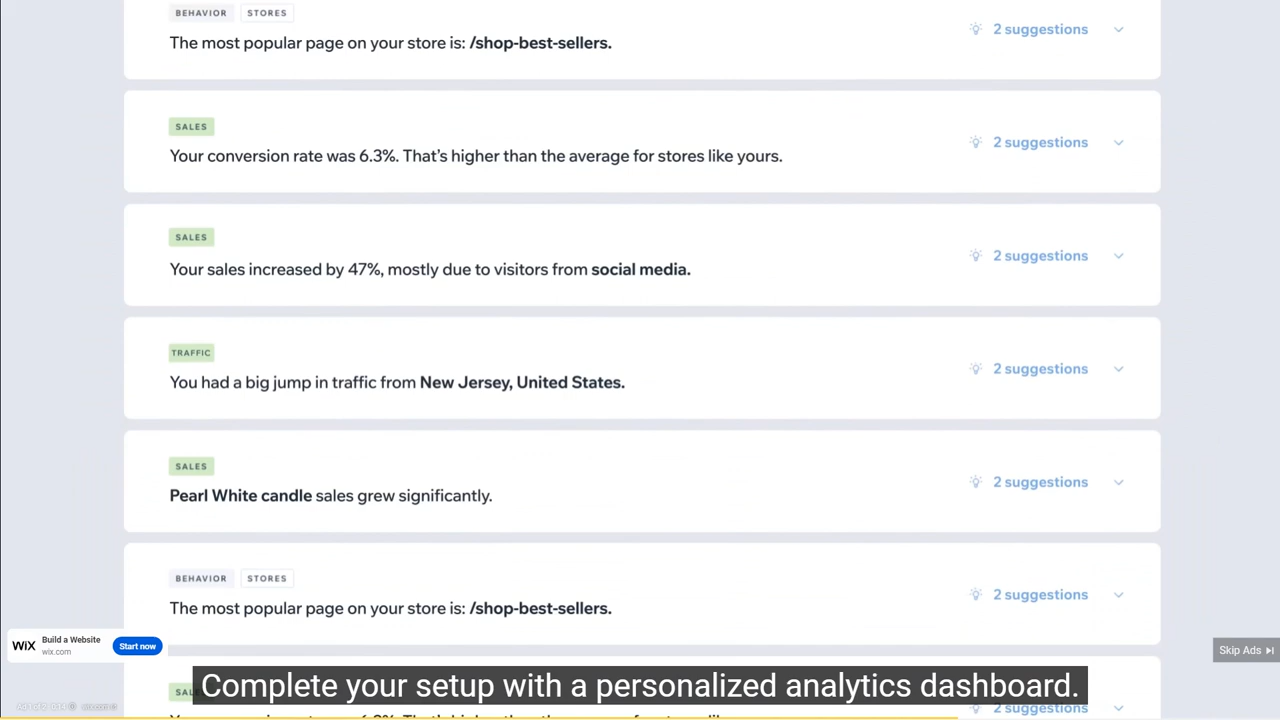 BEHAVIOR STORES
The most popular page on your store is: /shop-best-sellers.
2 suggestions
SALES
Your conversion rate was 6.3%. That's higher than the average for stores like yours.
2 suggestions
SALES
Your sales increased by 47%, mostly due to visitors from social media.
2 suggestions
TRAFFIC
You had a big jump in traffic from New Jersey, United States.
2 suggestions
SALES
Pearl White candle sales grew significantly.
2 suggestions
BEHAVIOR STORES
The most popular page on your store is: /shop-best-sellers.
2 suggestions
WiX
Build a Website
wix.com
Start now
Skip Ads
Complete your setup with a personalized analytics dashboard.
2 suggestions